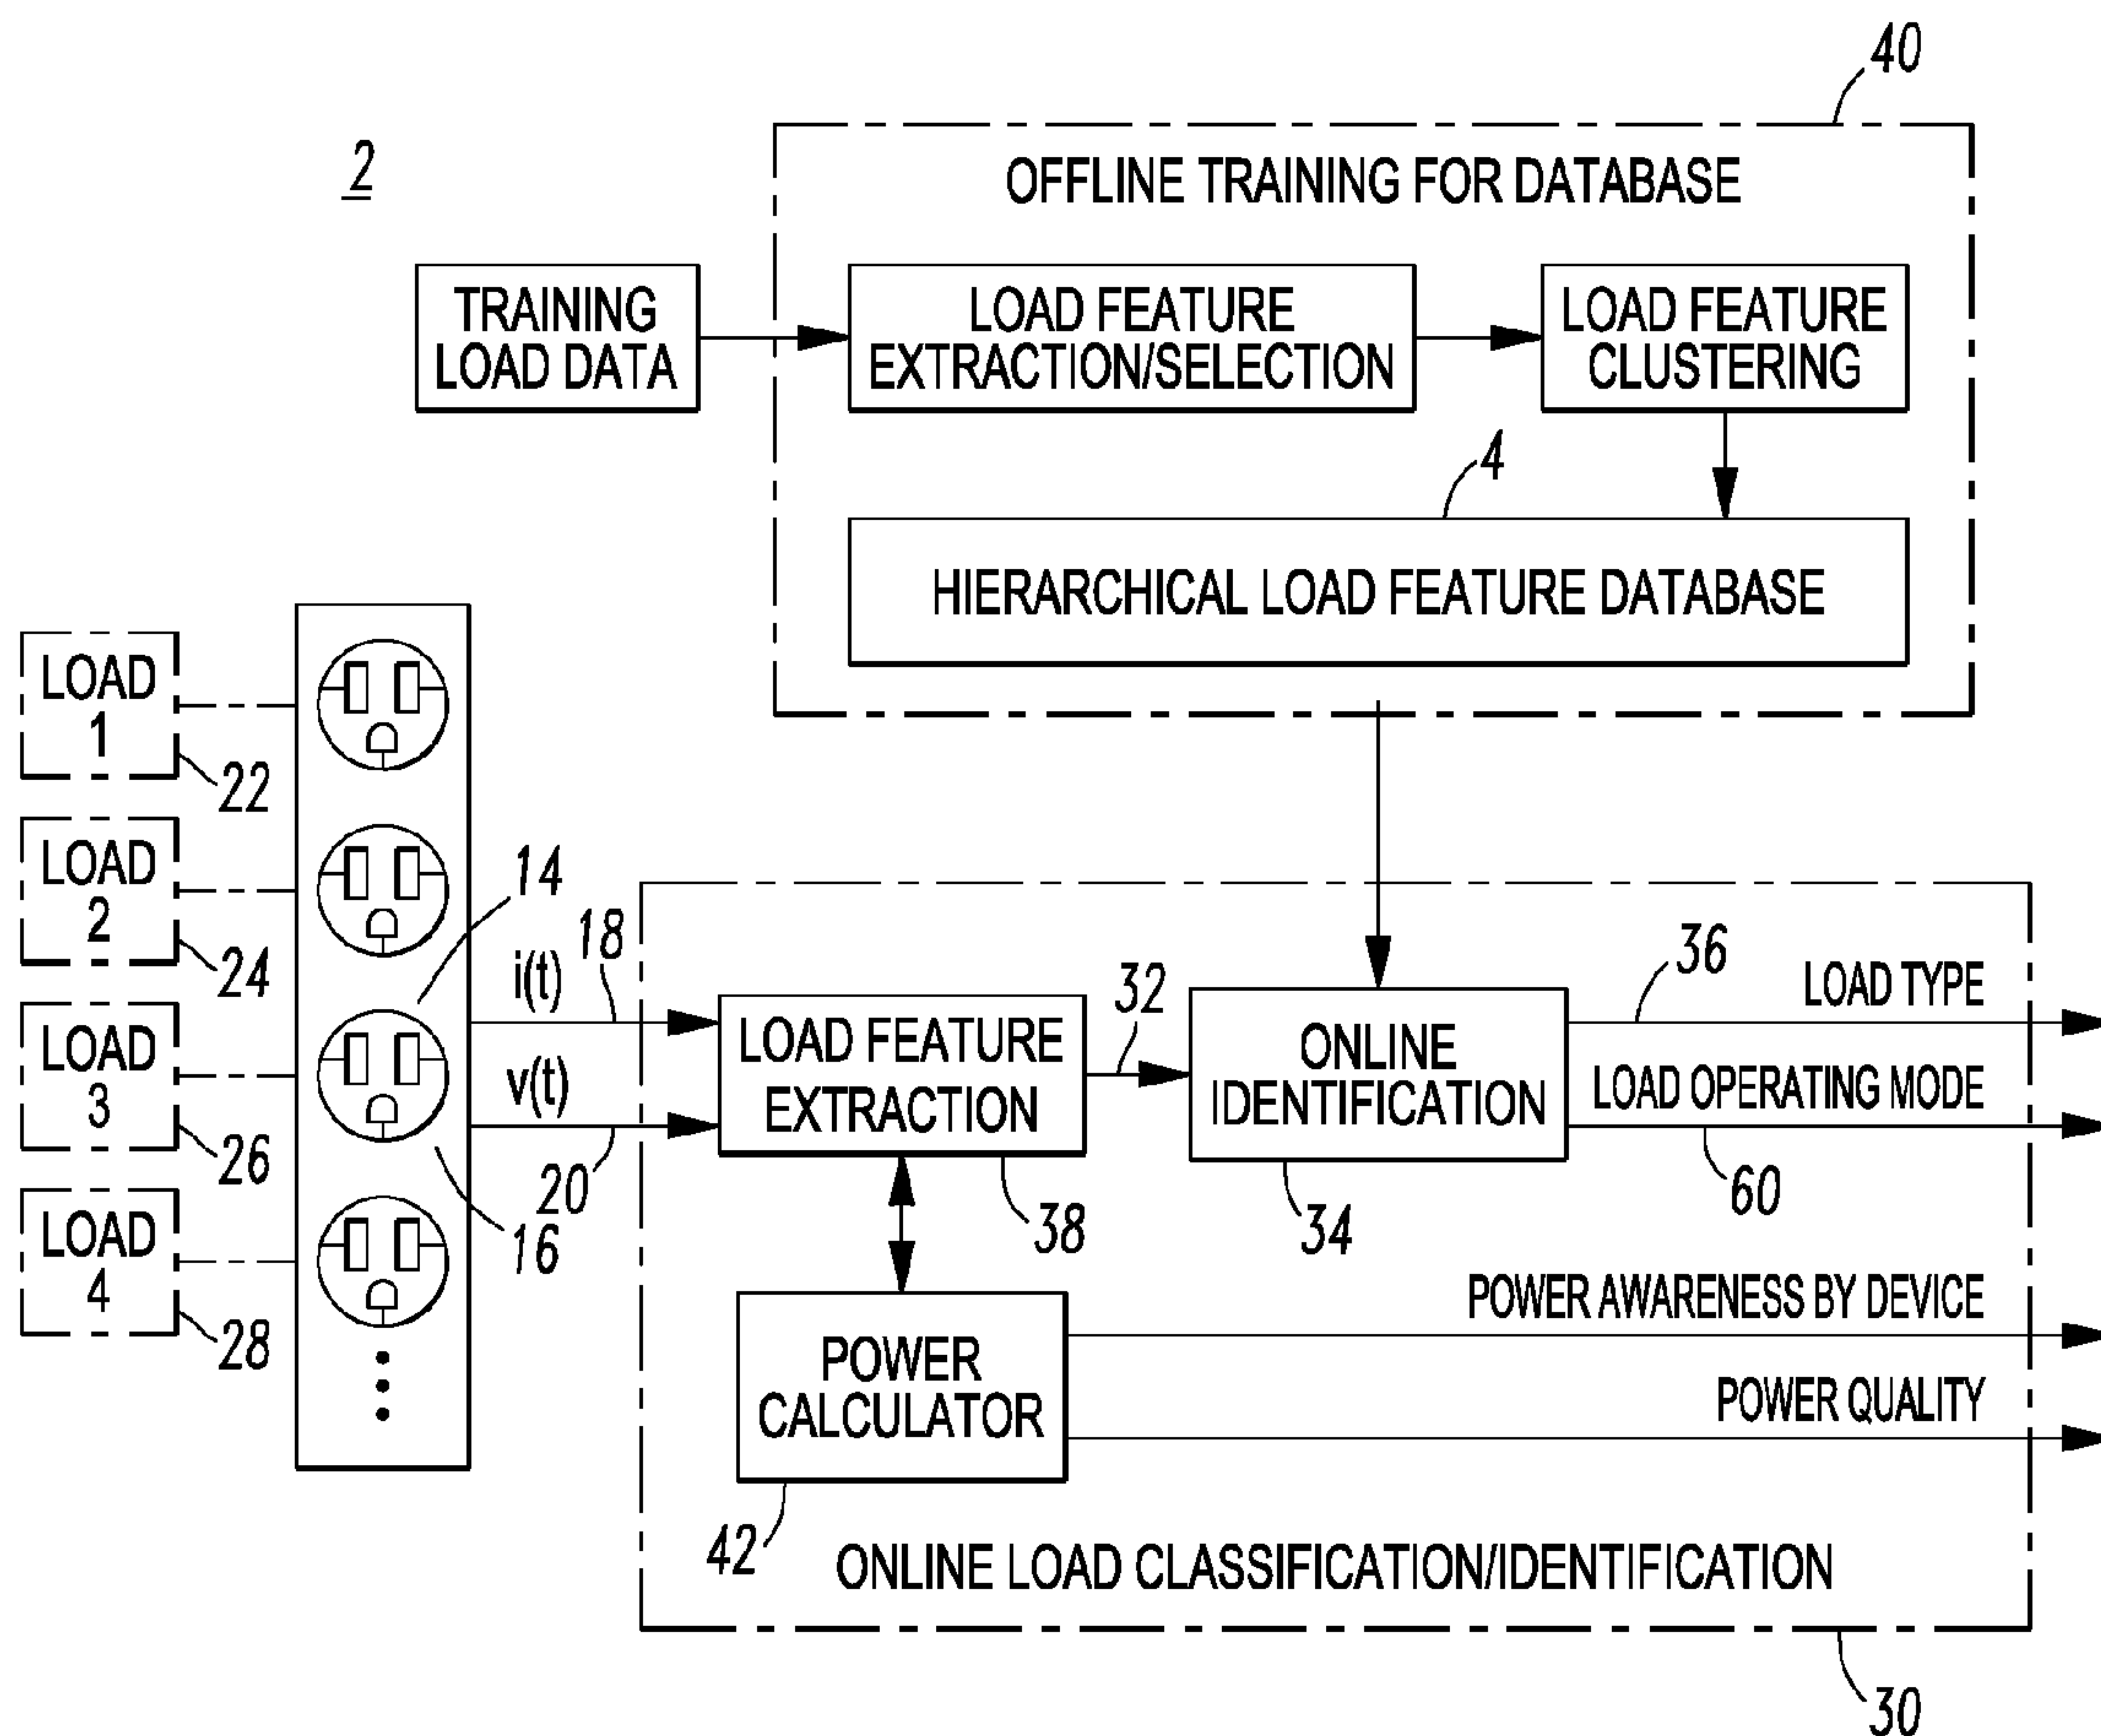 40
2
OFFLINE TRAINING FOR DATABASE
TRAINING
LOAD DATA
LOAD FEATURE
EXTRACTION/SELECTION
LOAD FEATURE
CLUSTERING
4
HIERARCHICAL LOAD FEATURE DATABASE
LOAD
1
22
LOAD
2
24
LOAD
3
26
LOAD
4
28
14
16
i(t)
18
v(t)
20
LOAD FEATURE
EXTRACTION
38
32
ONLINE
IDENTIFICATION
34
36
LOAD TYPE
LOAD OPERATING MODE
60
POWER
CALCULATOR
42
POWER AWARENESS BY DEVICE
POWER QUALITY
ONLINE LOAD CLASSIFICATION/IDENTIFICATION
30